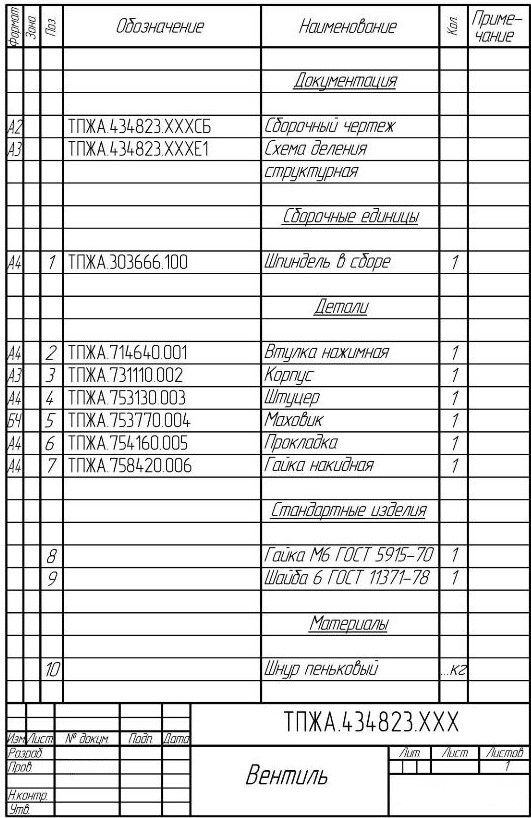 Формат Зона Поз. Обозначение Наименование Кол. Приме-
чание
Документация
А2 ТПЖА.434823.XXXСБ Сборочный чертеж
А3 ТПЖА.434823.XXXЕ1 Схема деления
структурная
Сборочные единицы
А4 1 ТПЖА.303666.100 Шпиндель в сборе 1
Детали
А4 2 ТПЖА.714640.001 Втулка нажимная 1
А3 3 ТПЖА.731110.002 Корпус 1
А4 4 ТПЖА.753130.003 Штуцер 1
БЧ 5 ТПЖА.753770.004 Маховик 1
А4 6 ТПЖА.754160.005 Прокладка 1
А4 7 ТПЖА.758420.006 Гайка накидная 1
Стандартные изделия
8 Гайка М6 ГОСТ 5915-70 1
9 Шайба 6 ГОСТ 11371-78 1
Материалы
10 Шнур пеньковый ...кг
ТПЖА.434823.XXX
Изм. Лист № докум. Подп. Дата
Разраб.
Пров.
Н.контр.
Утв.
Вентиль
Лит. Лист Листов
1